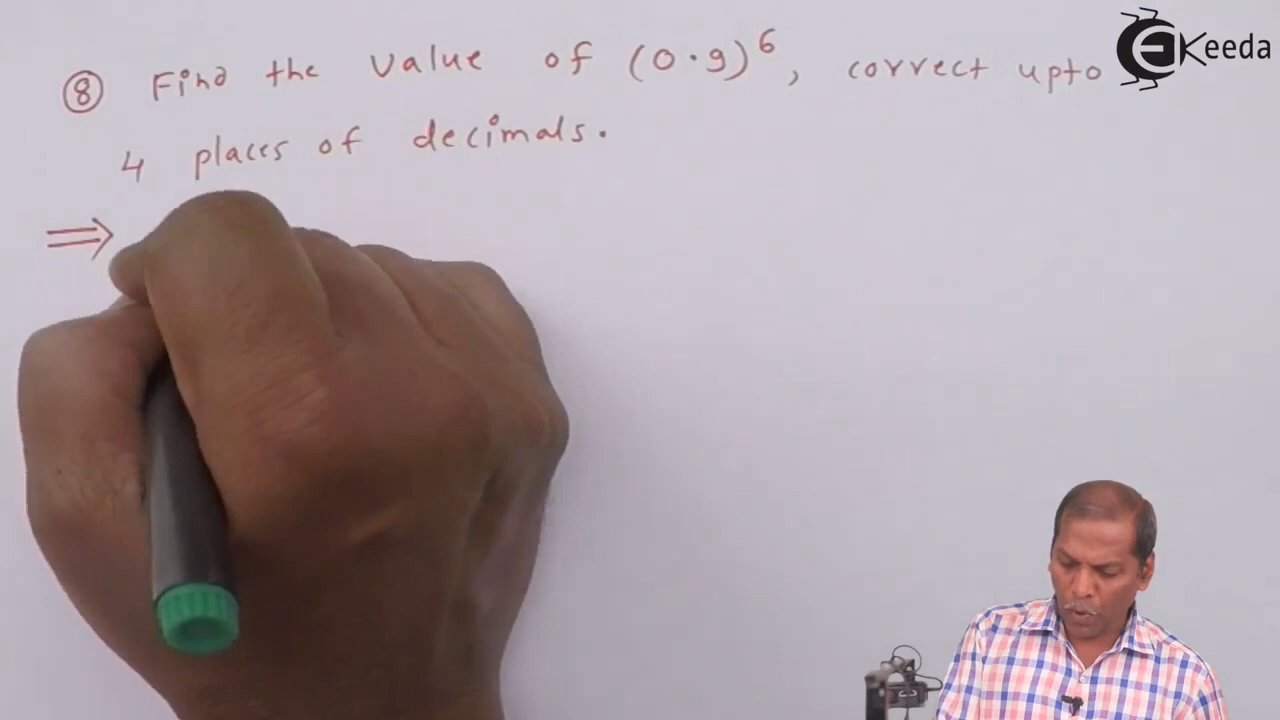 ⑧ Find the value of (0.9)⁶, correct upto
4 places of decimals.
⇒
EKeeda